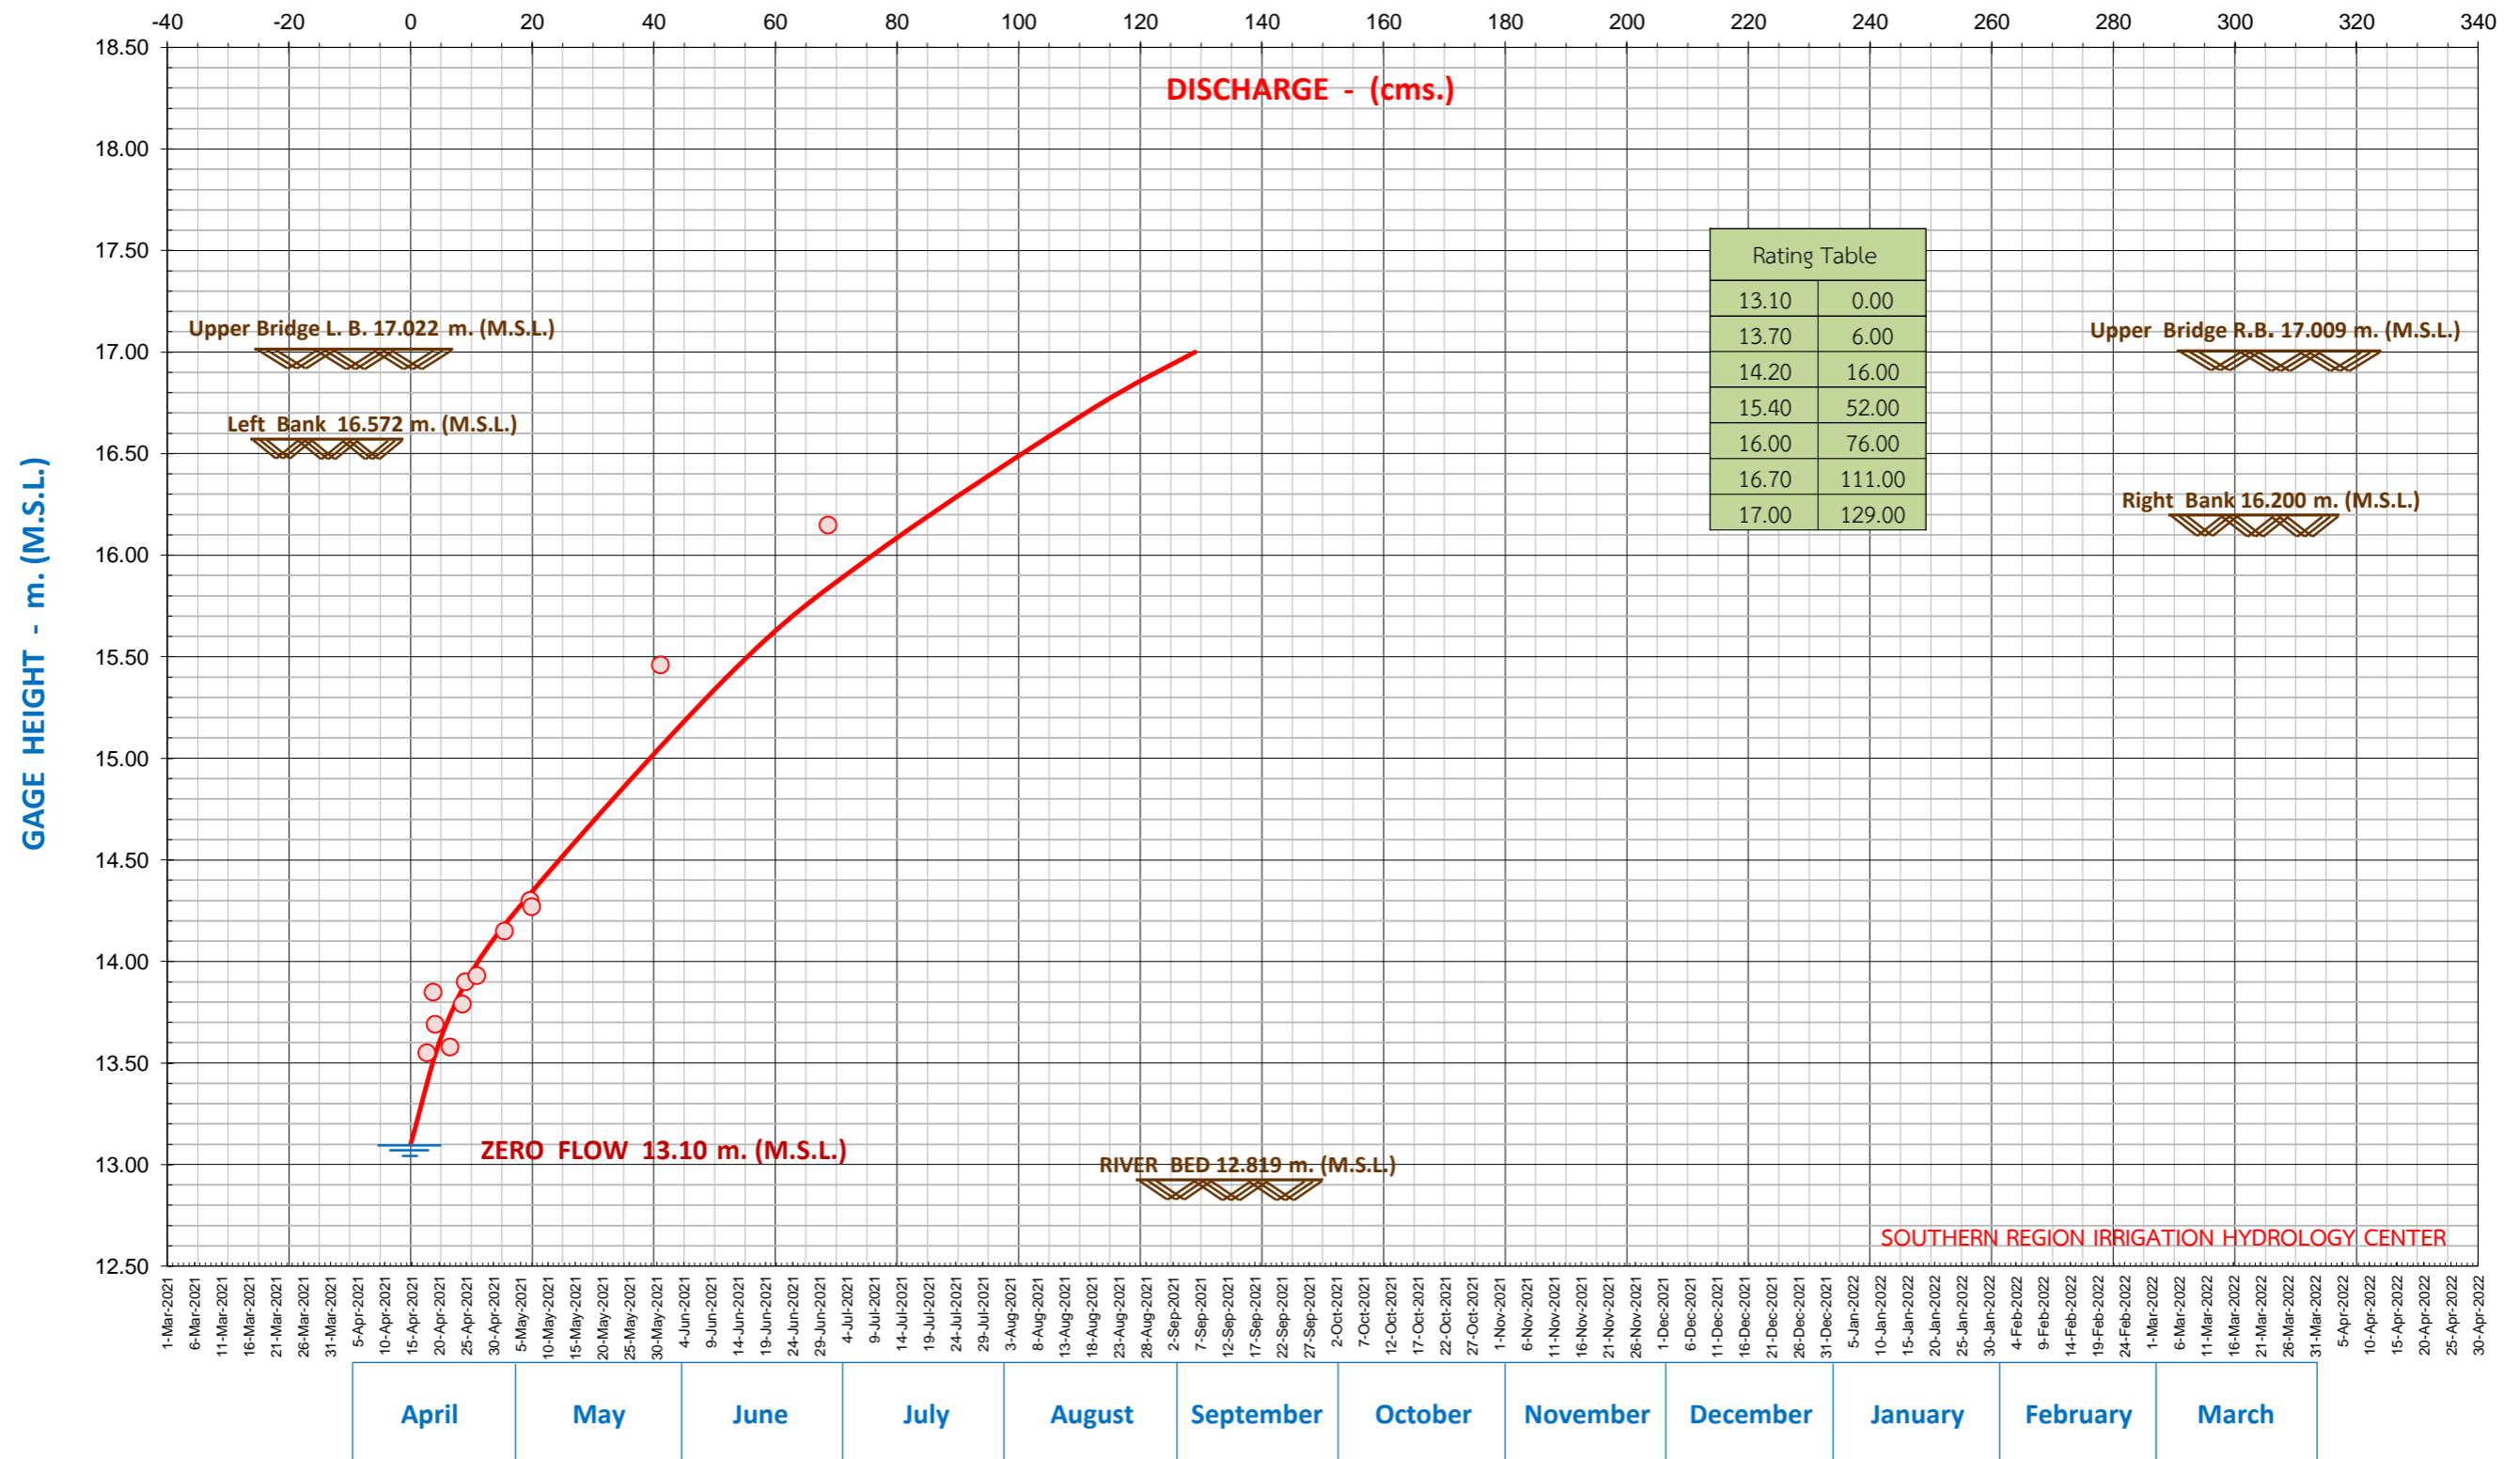 -40 -20 0 20 40 60 80 100 120 140 160 180 200 220 240 260 280 300 320 340
18.50
DISCHARGE - (cms.)
18.00
17.50
Rating Table
13.10 0.00
13.70 6.00
14.20 16.00
15.40 52.00
16.00 76.00
16.70 111.00
17.00 129.00
Upper Bridge L. B. 17.022 m. (M.S.L.)
Upper Bridge R.B. 17.009 m. (M.S.L.)
17.00
Left Bank 16.572 m. (M.S.L.)
16.50
Right Bank 16.200 m. (M.S.L.)
16.00
GAGE HEIGHT - m. (M.S.L.)
15.50
15.00
14.50
14.00
13.50
ZERO FLOW 13.10 m. (M.S.L.)
13.00
RIVER BED 12.819 m. (M.S.L.)
SOUTHERN REGION IRRIGATION HYDROLOGY CENTER
12.50
1-Mar-2021
6-Mar-2021
11-Mar-2021
16-Mar-2021
21-Mar-2021
26-Mar-2021
31-Mar-2021
5-Apr-2021
10-Apr-2021
15-Apr-2021
20-Apr-2021
25-Apr-2021
30-Apr-2021
5-May-2021
10-May-2021
15-May-2021
20-May-2021
25-May-2021
30-May-2021
4-Jun-2021
9-Jun-2021
14-Jun-2021
19-Jun-2021
24-Jun-2021
29-Jun-2021
4-Jul-2021
9-Jul-2021
14-Jul-2021
19-Jul-2021
24-Jul-2021
29-Jul-2021
3-Aug-2021
8-Aug-2021
13-Aug-2021
18-Aug-2021
23-Aug-2021
28-Aug-2021
2-Sep-2021
7-Sep-2021
12-Sep-2021
17-Sep-2021
22-Sep-2021
27-Sep-2021
2-Oct-2021
7-Oct-2021
12-Oct-2021
17-Oct-2021
22-Oct-2021
27-Oct-2021
1-Nov-2021
6-Nov-2021
11-Nov-2021
16-Nov-2021
21-Nov-2021
26-Nov-2021
1-Dec-2021
6-Dec-2021
11-Dec-2021
16-Dec-2021
21-Dec-2021
26-Dec-2021
31-Dec-2021
5-Jan-2022
10-Jan-2022
15-Jan-2022
20-Jan-2022
25-Jan-2022
30-Jan-2022
4-Feb-2022
9-Feb-2022
14-Feb-2022
19-Feb-2022
24-Feb-2022
1-Mar-2022
6-Mar-2022
11-Mar-2022
16-Mar-2022
21-Mar-2022
26-Mar-2022
31-Mar-2022
5-Apr-2022
10-Apr-2022
15-Apr-2022
20-Apr-2022
25-Apr-2022
30-Apr-2022
April May June July August September October November December January February March